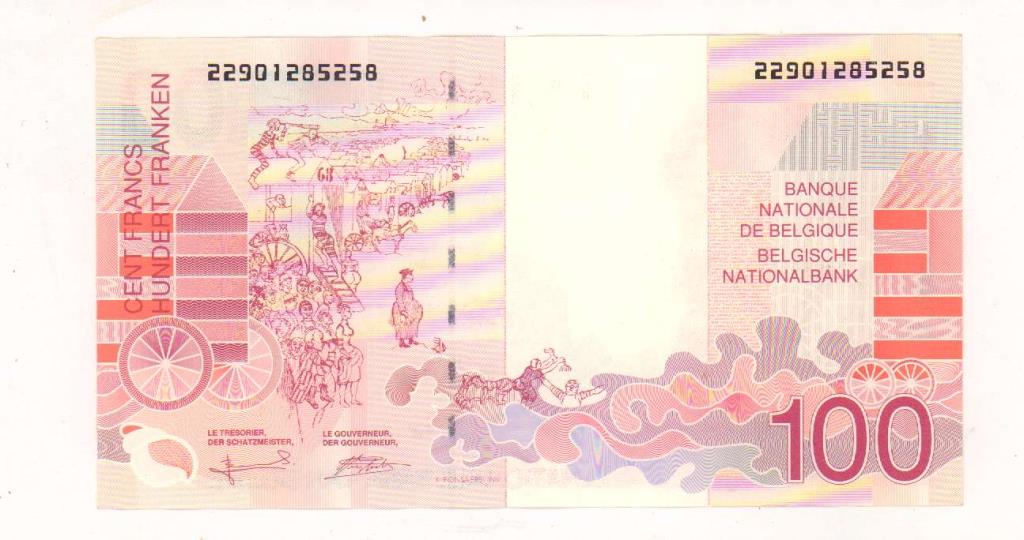 22901285258
22901285258
CENT FRANCS
HUNDERT FRANKEN
68
BANQUE
NATIONALE
DE BELGIQUE
BELGISCHE
NATIONALBANK
LE TRESORIER,
DER SCHATZMEISTER,
LE GOUVERNEUR,
DER GOUVERNEUR,
100